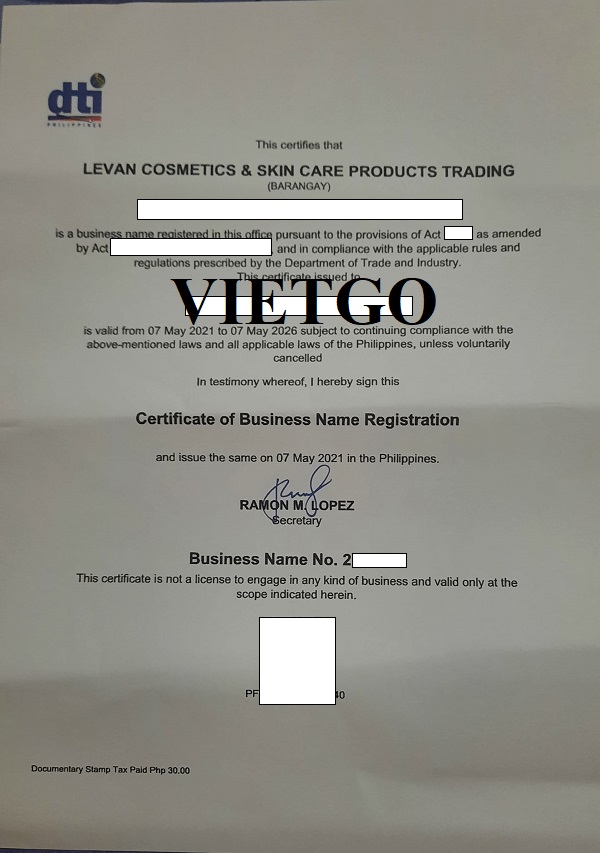 dti
PHILIPPINES
This certifies that
LEVAN COSMETICS & SKIN CARE PRODUCTS TRADING
(BARANGAY)
is a business name registered in this office pursuant to the provisions of Act as amended
by Act , and in compliance with the applicable rules and
regulations prescribed by the Department of Trade and Industry.
This certificate issued to
VIETGO
is valid from 07 May 2021 to 07 May 2026 subject to continuing compliance with the
above-mentioned laws and all applicable laws of the Philippines, unless voluntarily
cancelled
In testimony whereof, I hereby sign this
Certificate of Business Name Registration
and issue the same on 07 May 2021 in the Philippines.
RAMON M. LOPEZ
Secretary
Business Name No. 2
This certificate is not a license to engage in any kind of business and valid only at the
scope indicated herein.
PF 40
Documentary Stamp Tax Paid Php 30.00